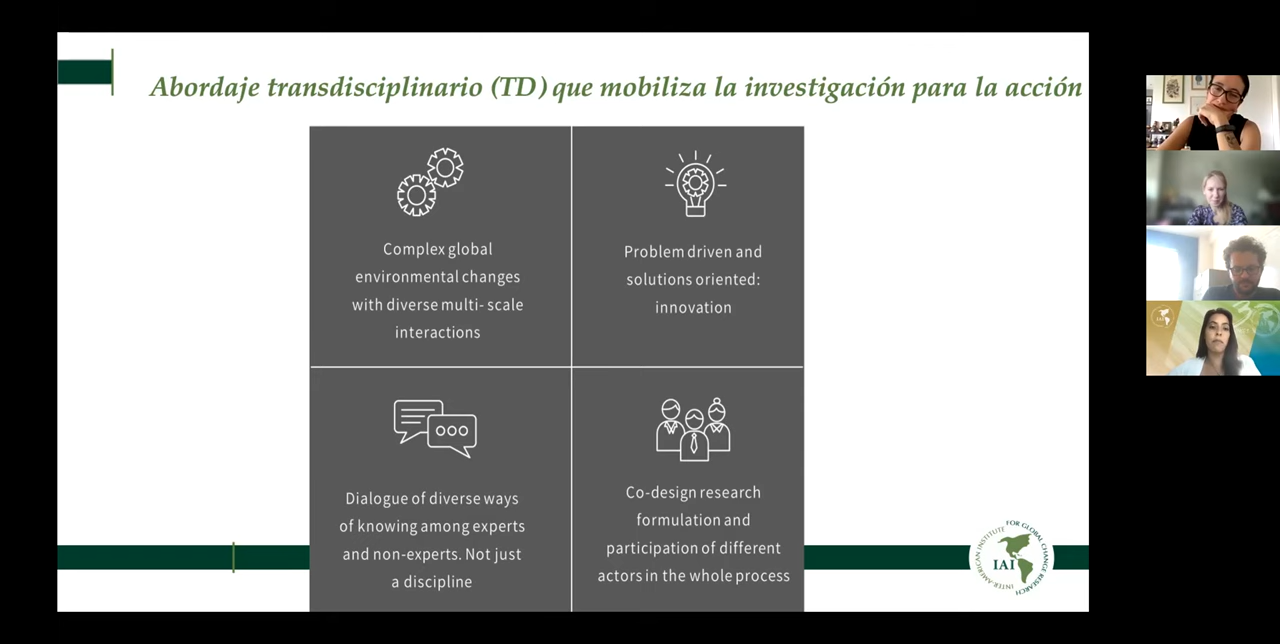 Abordaje transdisciplinario (TD) que mobiliza la investigación para la acción
Complex global
environmental changes
with diverse multi- scale
interactions
Problem driven and
solutions oriented:
innovation
Dialogue of diverse ways
of knowing among experts
and non-experts. Not just
a discipline
Co-design research
formulation and
participation of different
actors in the whole process
INTER-AMERICAN INSTITUTE FOR GLOBAL CHANGE RESEARCH
IAI
IAI